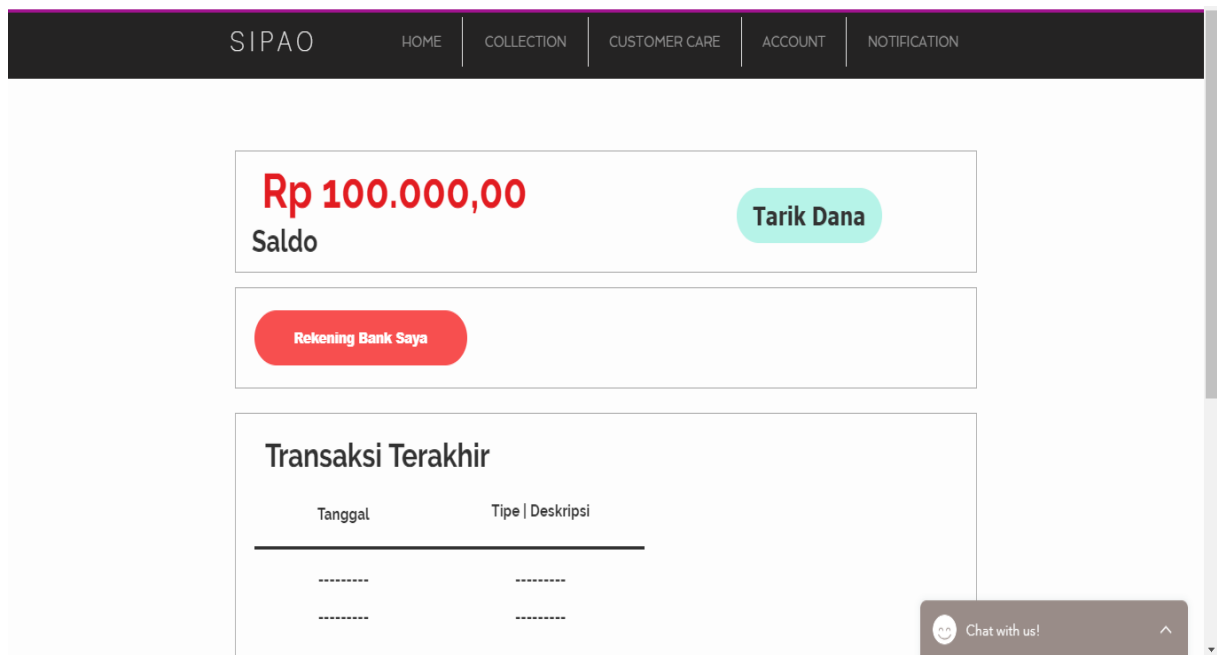 SIPAO HOME COLLECTION CUSTOMER CARE ACCOUNT NOTIFICATION
Rp 100.000,00
Saldo
Tarik Dana
Rekening Bank Saya
Transaksi Terakhir
Tanggal Tipe | Deskripsi
--------- ---------
--------- ---------
Chat with us!